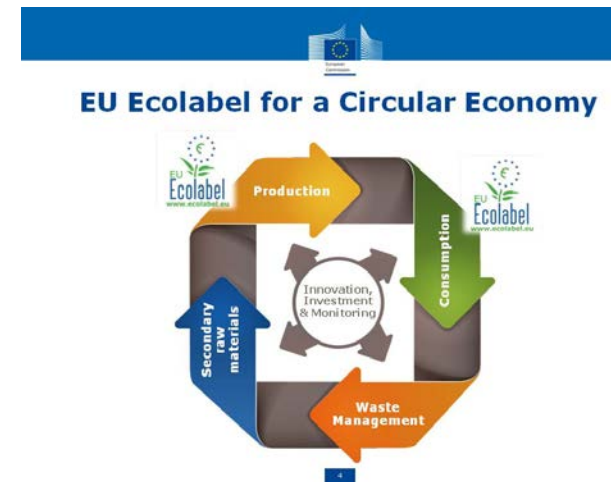 European
Commission
EU Ecolabel for a Circular Economy
EU
Ecolabel
www.ecolabel.eu
EU
Ecolabel
www.ecolabel.eu
Production
Consumption
Innovation,
Investment
& Monitoring
Secondary
raw
materials
Waste
Management
4